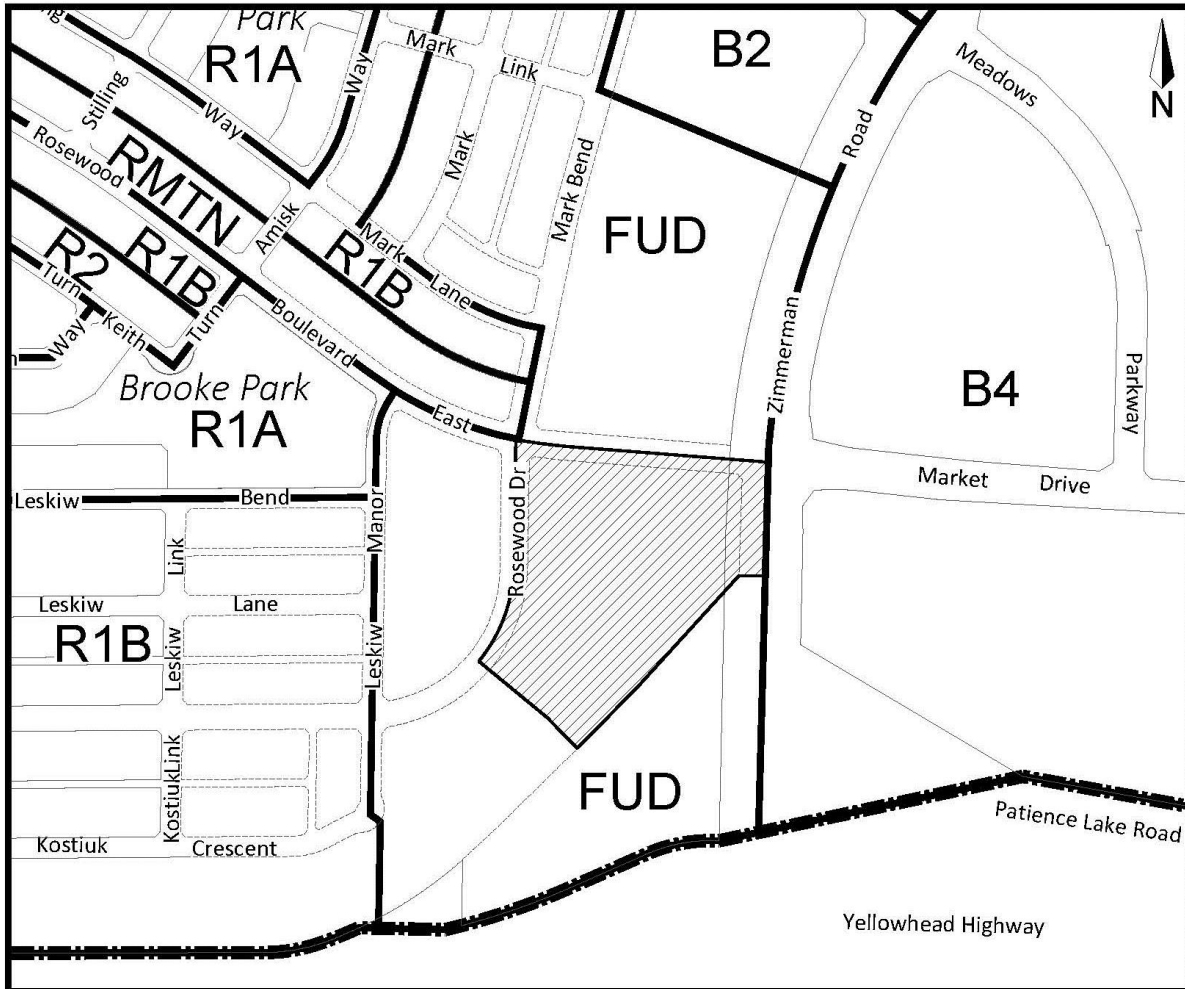 Park
R1A
Mark
Link
B2
Meadows
N
Stilling
Way
Way
Road
Rosewood
RMTN
Mark
Mark Bend
FUD
Amisk
R1B
Mark
Lane
R2
R1B
Turn
Keith
Turn
Way
Boulevard
Zimmerman
Parkway
B4
Brooke Park
R1A
East
Market Drive
Leskiw Bend
Manor
Rosewood Dr
Link
Leskiw Lane
R1B
Leskiw
Leskiw
FUD
Link
Kostiuk
Kostiuk Crescent
Patience Lake Road
Yellowhead Highway